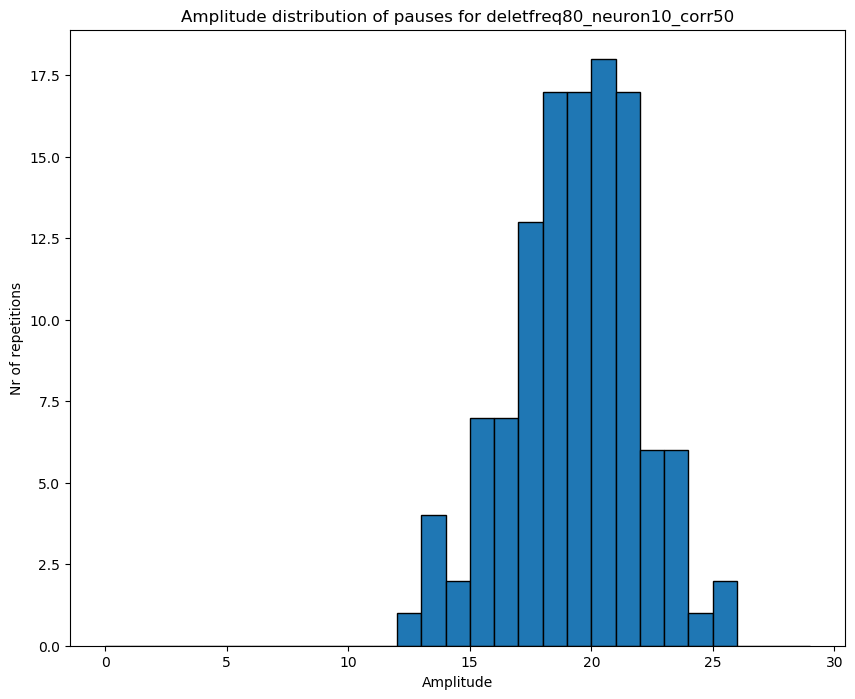 Amplitude distribution of pauses for deletfreq80_neuron10_corr50
17.5
15.0
12.5
10.0
7.5
5.0
2.5
0.0
Nr of repetitions
0 5 10 15 20 25 30
Amplitude